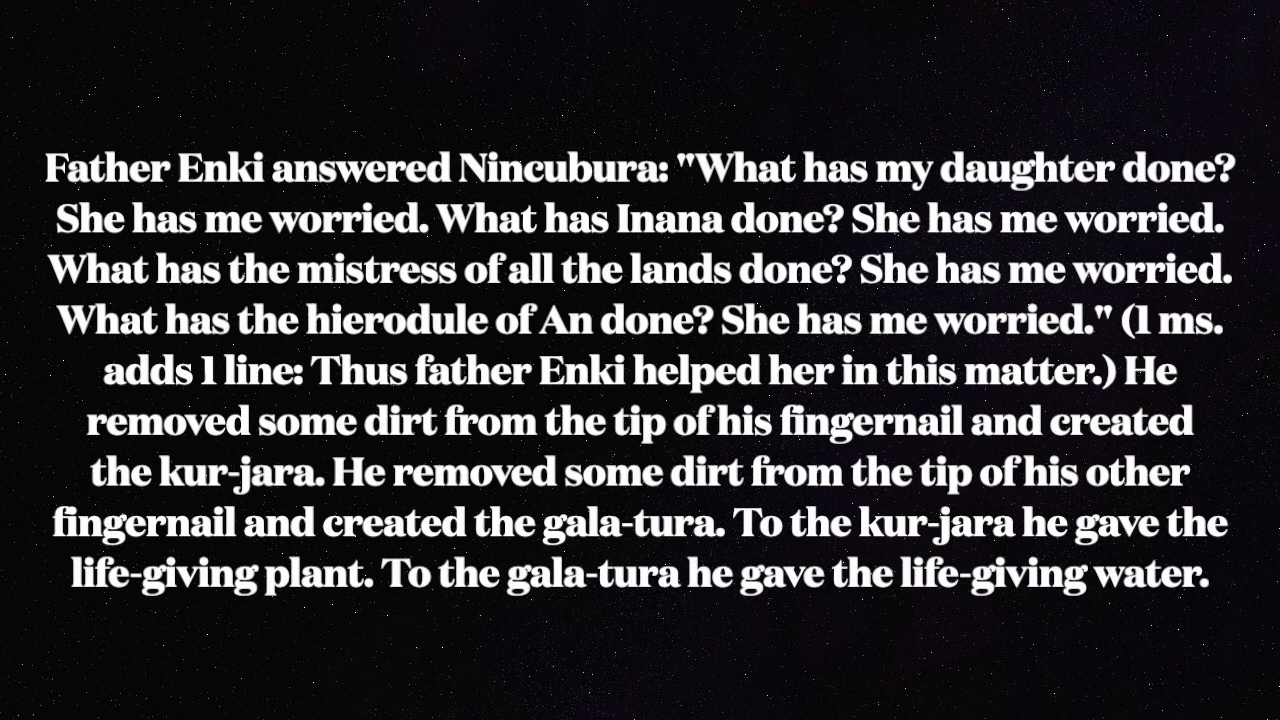 Father Enki answered Nincubura: "What has my daughter done?
She has me worried. What has Inana done? She has me worried.
What has the mistress of all the lands done? She has me worried.
What has the hierodule of An done? She has me worried." (1 ms.
adds 1 line: Thus father Enki helped her in this matter.) He
removed some dirt from the tip of his fingernail and created
the kur-jara. He removed some dirt from the tip of his other
fingernail and created the gala-tura. To the kur-jara he gave the
life-giving plant. To the gala-tura he gave the life-giving water.